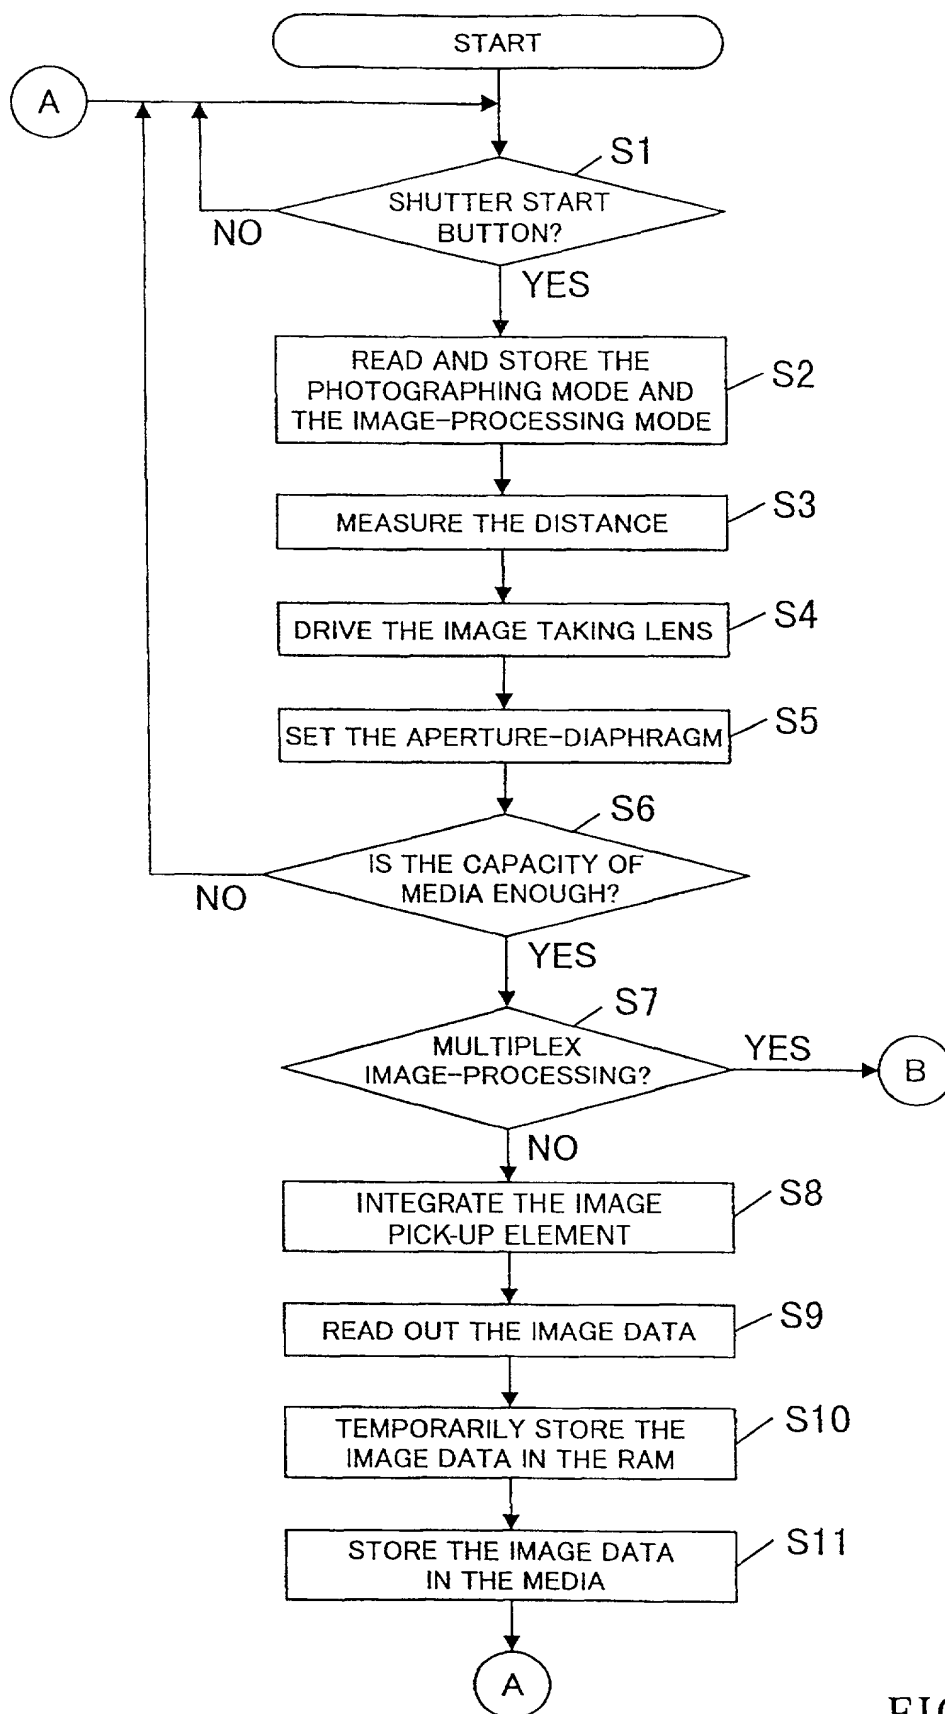 START
A
S1
SHUTTER START
BUTTON?
NO
YES
READ AND STORE THE
PHOTOGRAPHING MODE AND
THE IMAGE-PROCESSING MODE
S2
MEASURE THE DISTANCE
S3
DRIVE THE IMAGE TAKING LENS
S4
SET THE APERTURE-DIAPHRAGM
S5
S6
IS THE CAPACITY OF
MEDIA ENOUGH?
NO
YES
S7
MULTIPLEX
IMAGE-PROCESSING?
YES
B
NO
INTEGRATE THE IMAGE
PICK-UP ELEMENT
S8
READ OUT THE IMAGE DATA
S9
TEMPORARILY STORE THE
IMAGE DATA IN THE RAM
S10
STORE THE IMAGE DATA
IN THE MEDIA
S11
A